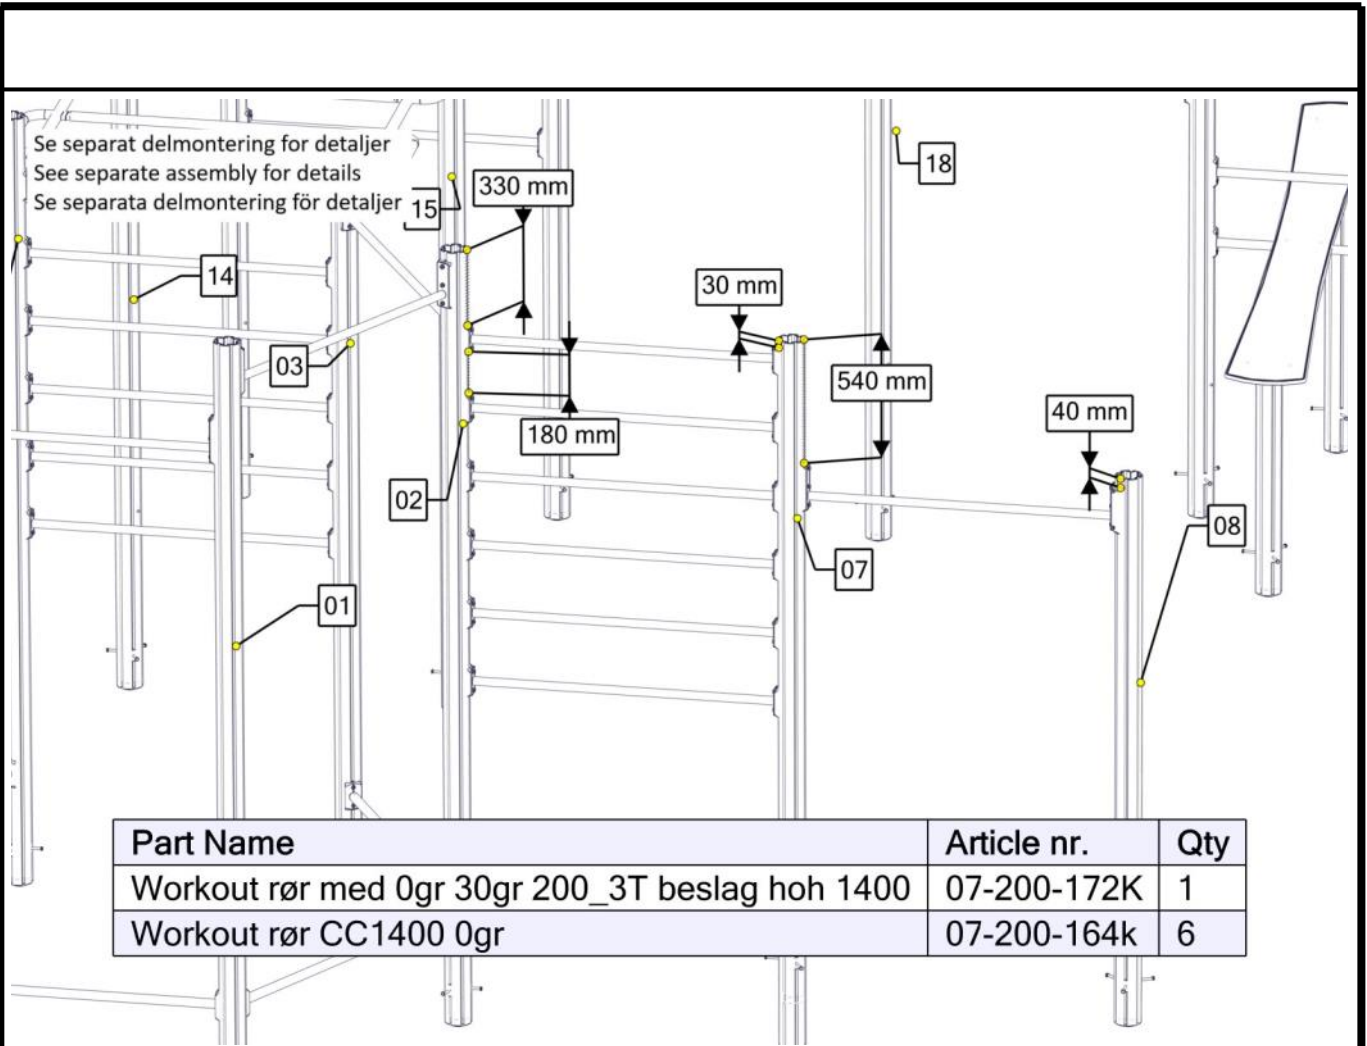 Se separat delmontering for detaljer
See separate assembly for details
Se separata delmontering för detaljer
15
330 mm
18
14
30 mm
03
540 mm
40 mm
180 mm
02
08
07
01
Part Name Article nr. Qty
Workout rør med 0gr 30gr 200_3T beslag hoh 1400 07-200-172K 1
Workout rør CC1400 0gr 07-200-164k 6